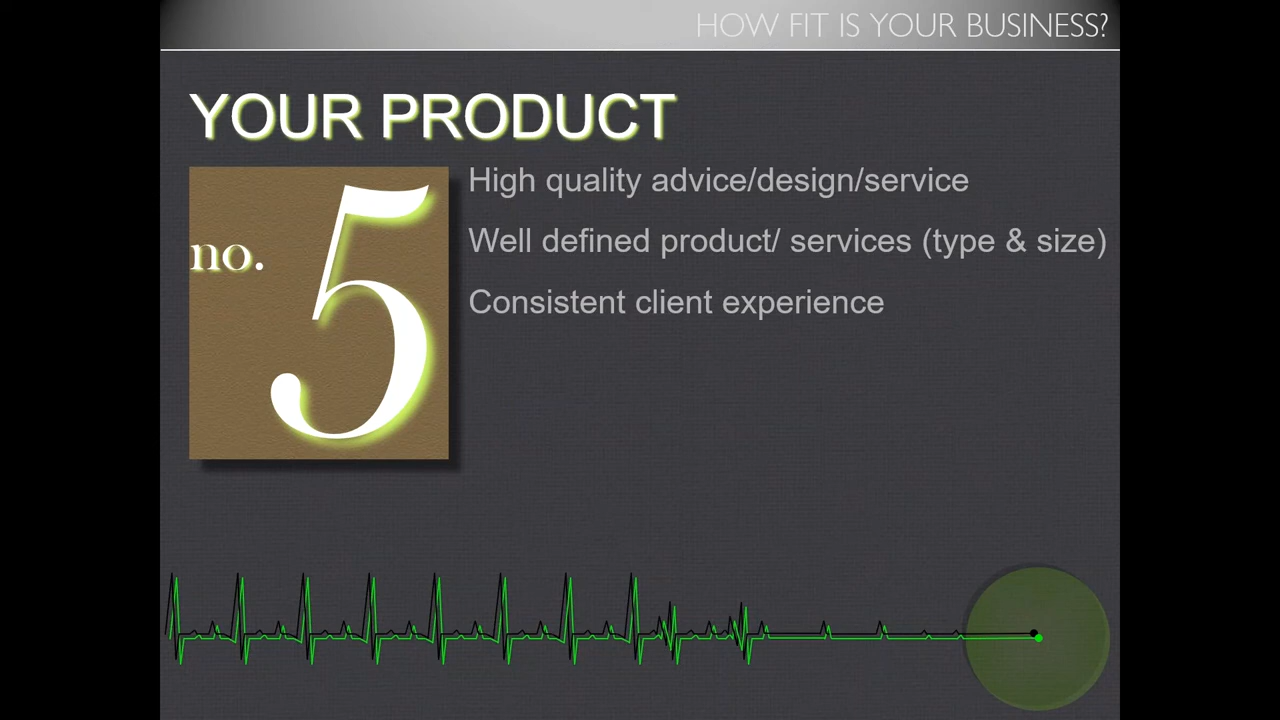 HOW FIT IS YOUR BUSINESS?
YOUR PRODUCT
no. 5
High quality advice/design/service
Well defined product/ services (type & size)
Consistent client experience